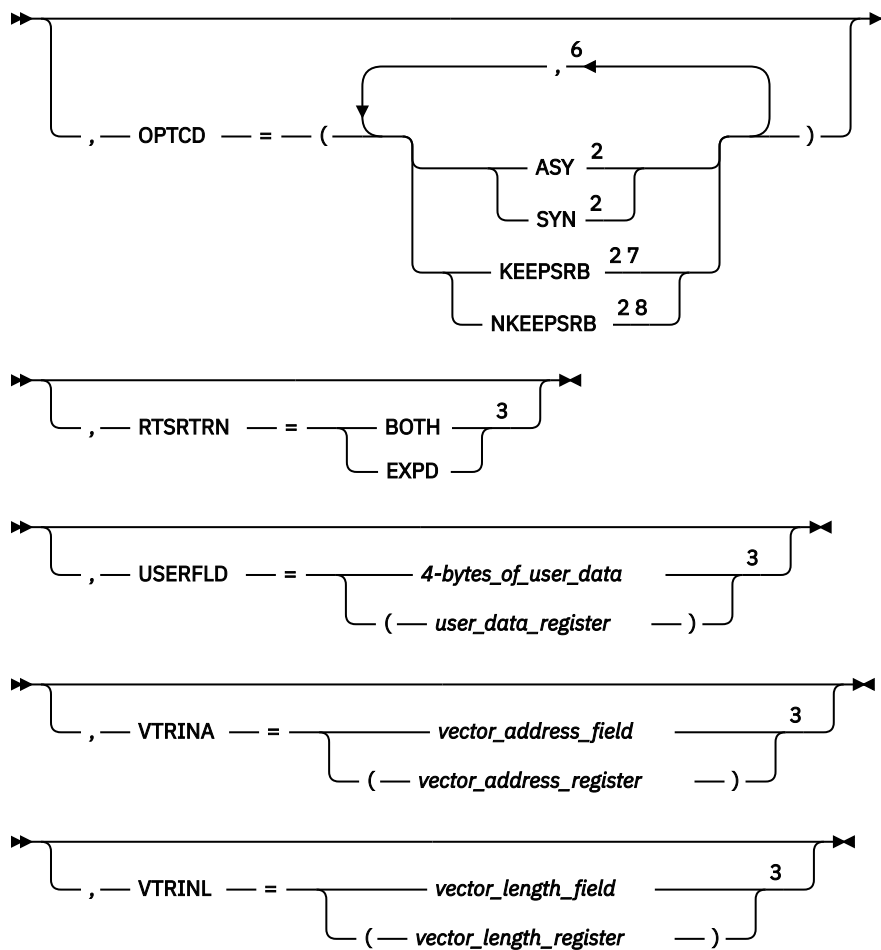 , 6
, OPTCD = ( )
ASY 2
SYN 2
KEEPSRB 2 7
NKEEPSRB 2 8
, RTSRTRN = BOTH 3
EXPD
, USERFLD = 4-bytes_of_user_data 3
( user_data_register )
, VTRINA = vector_address_field 3
( vector_address_register )
, VTRINL = vector_length_field 3
( vector_length_register )